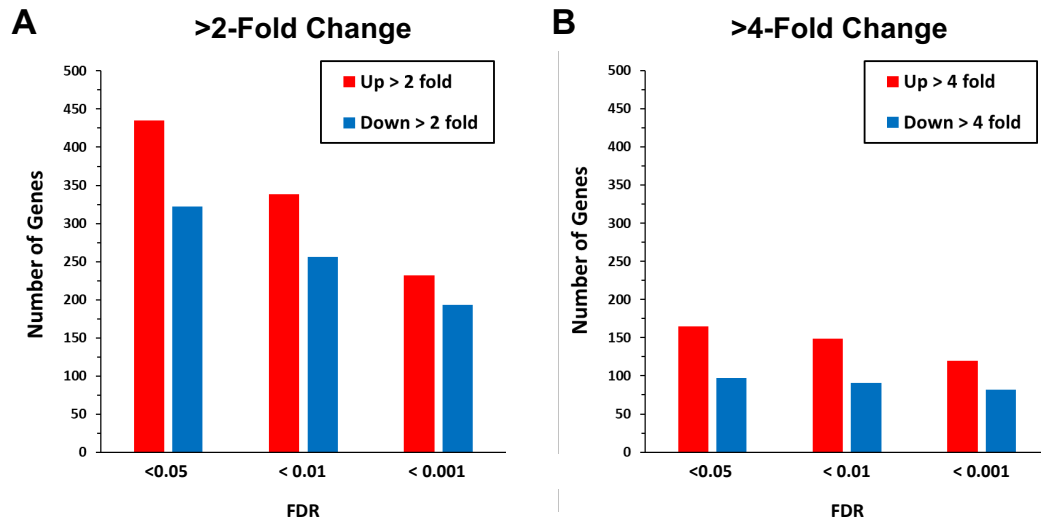 A
>2-Fold Change
500
450
400
350
300
250
200
150
100
50
0
Number of Genes
Up > 2 fold
Down > 2 fold
<0.05
< 0.01
< 0.001
FDR
B
>4-Fold Change
500
450
400
350
300
250
200
150
100
50
0
Number of Genes
Up > 4 fold
Down > 4 fold
<0.05
< 0.01
< 0.001
FDR